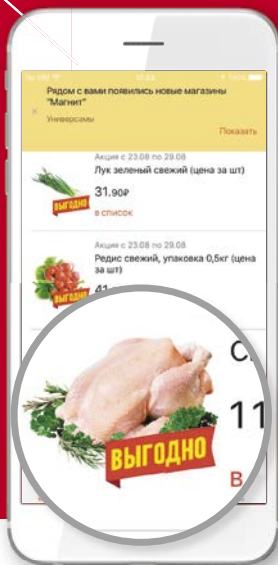 Рядом с вами появились новые магазины
"Магнит"
Универсамы
Показать
Акция с 23.08 по 29.08
Лук зеленый свежий (цена за шт)
31.90₽
ВЫГОДНО
в список
Акция с 23.08 по 29.08
Редис свежий, упаковка 0,5кг (цена
за шт)
ВЫГОДНО
41
С
11
ВЫГОДНО
В